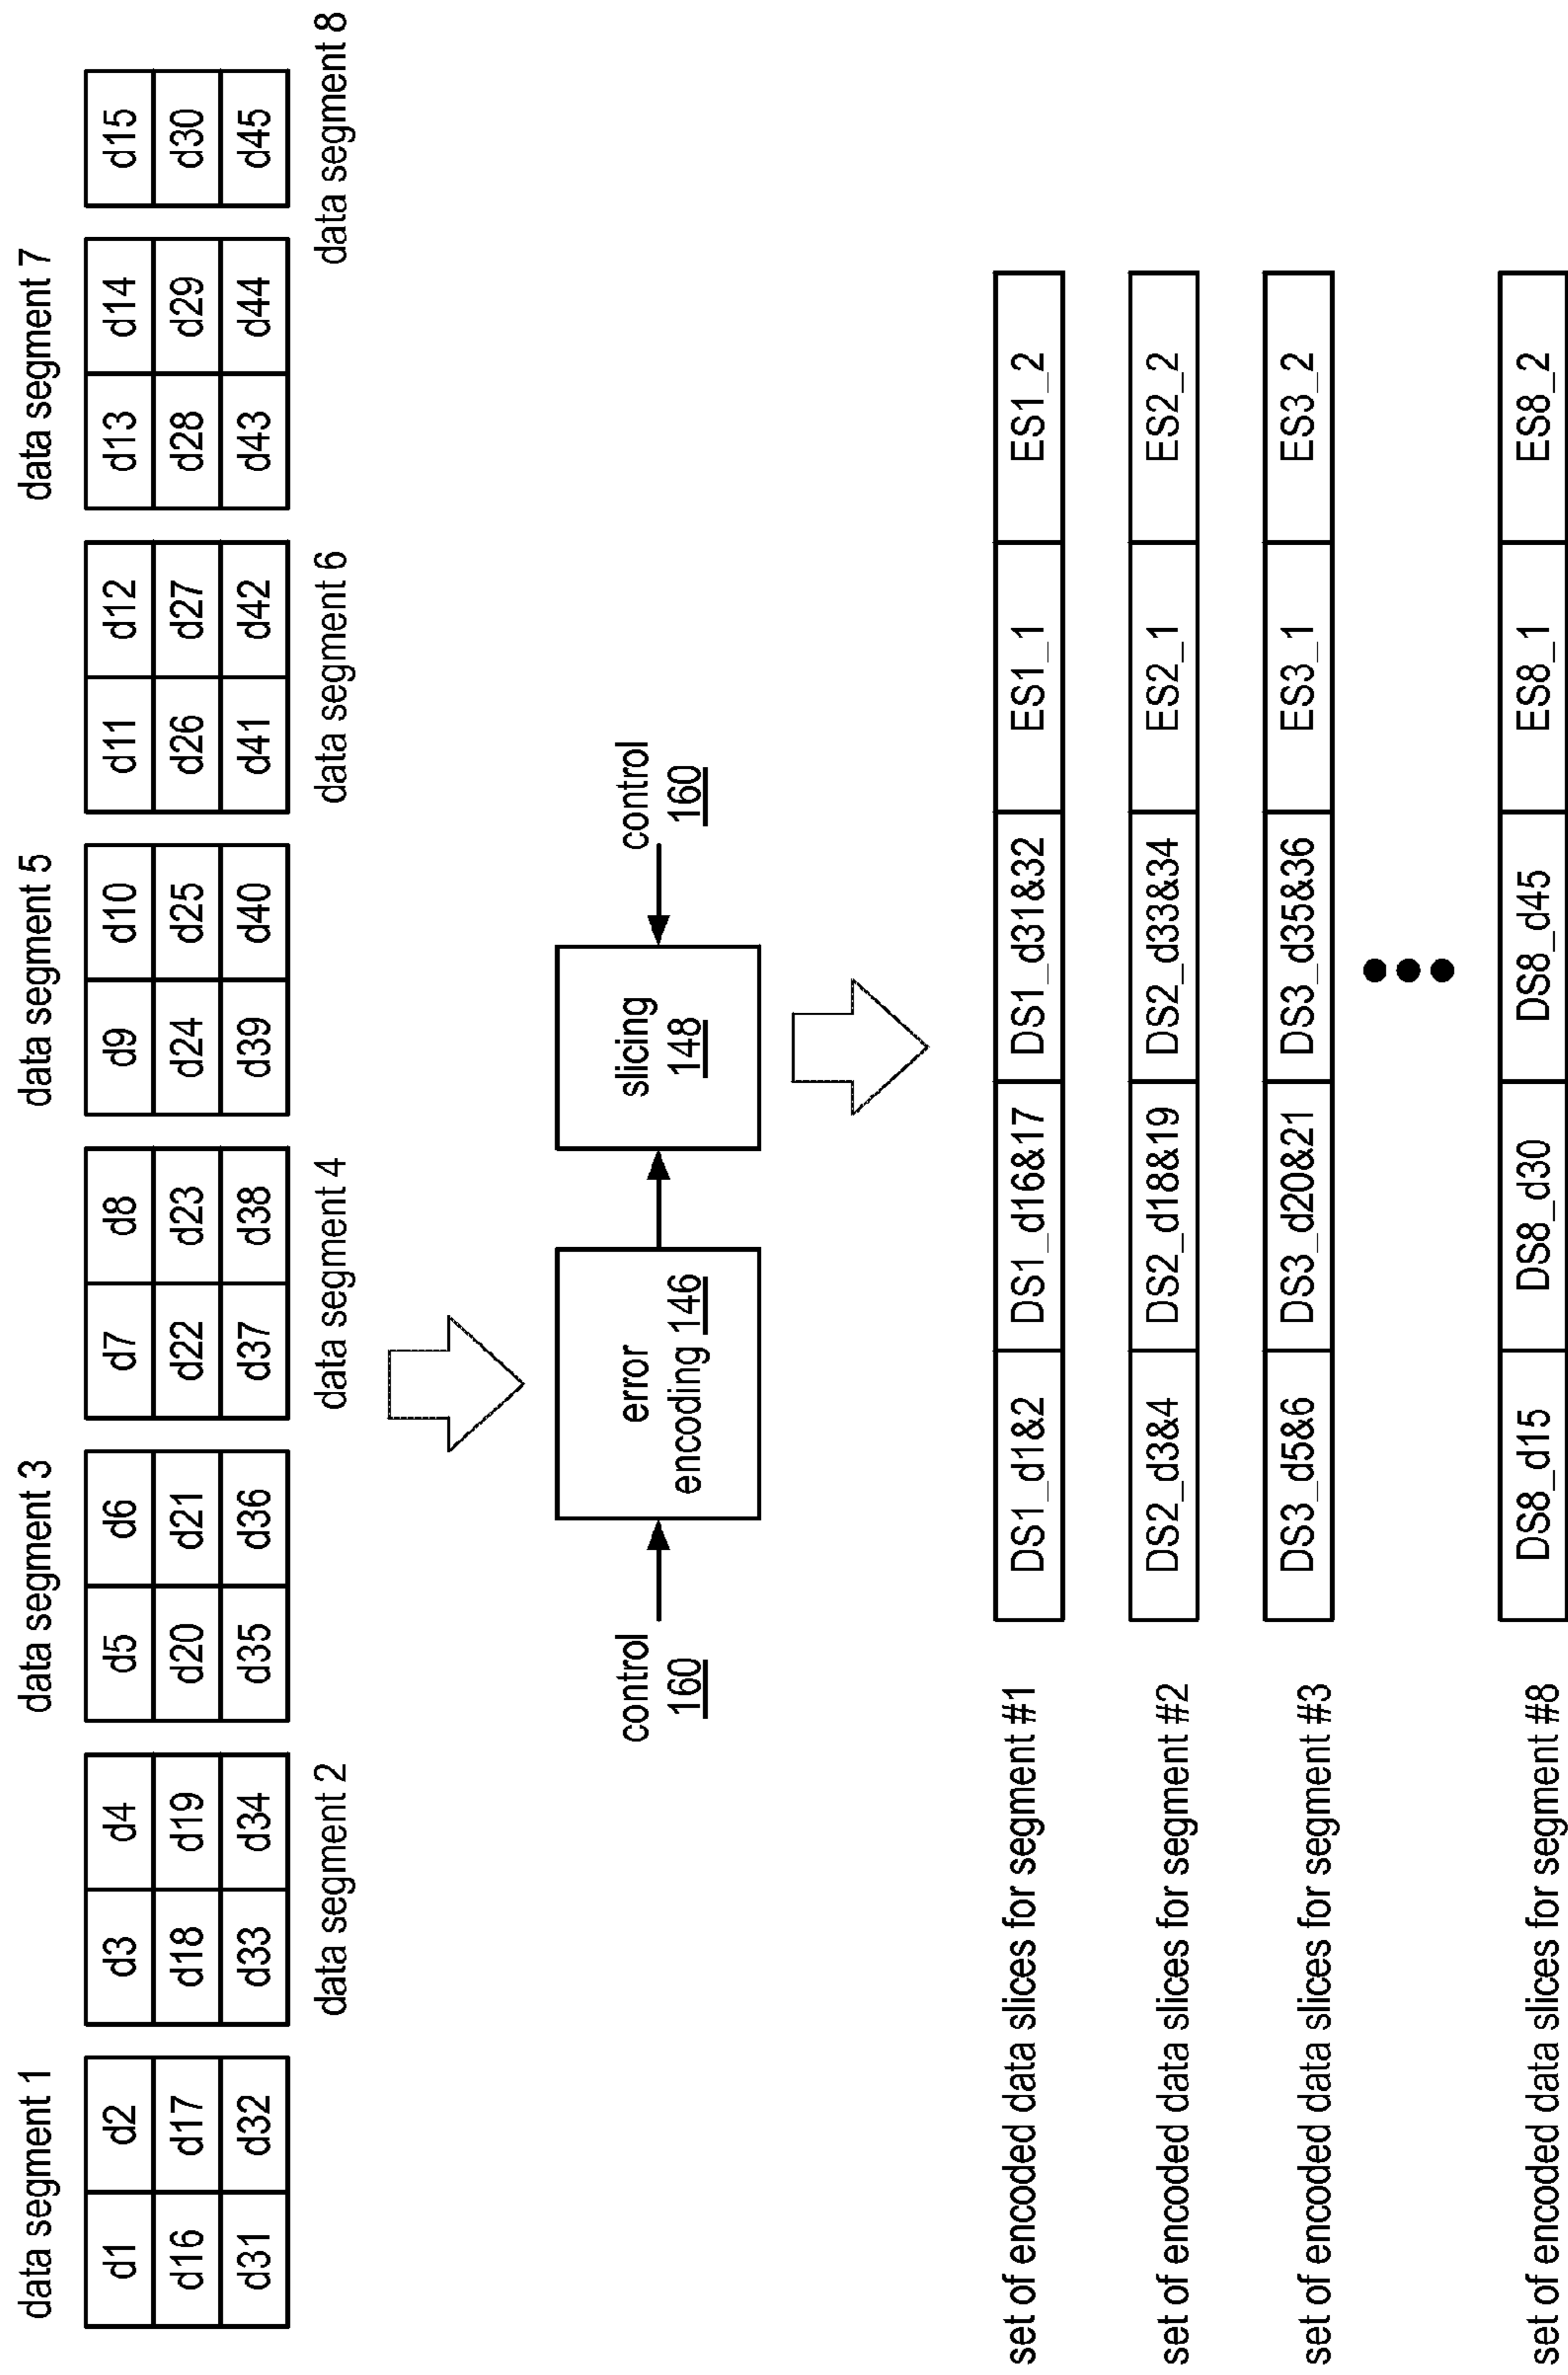 data segment 1
data segment 3
data segment 5
data segment 7
d1 d2 d3 d4 d5 d6 d7 d8 d9 d10 d11 d12 d13 d14 d15
d16 d17 d18 d19 d20 d21 d22 d23 d24 d25 d26 d27 d28 d29 d30
d31 d32 d33 d34 d35 d36 d37 d38 d39 d40 d41 d42 d43 d44 d45
data segment 2
data segment 4
data segment 6
data segment 8
control
160
error
encoding 146
slicing
148
control
160
set of encoded data slices for segment #1
DS1_d1&2 DS1_d16&17 DS1_d31&32 ES1_1 ES1_2
set of encoded data slices for segment #2
DS2_d3&4 DS2_d18&19 DS2_d33&34 ES2_1 ES2_2
set of encoded data slices for segment #3
DS3_d5&6 DS3_d20&21 DS3_d35&36 ES3_1 ES3_2
set of encoded data slices for segment #8
DS8_d15 DS8_d30 DS8_d45 ES8_1 ES8_2